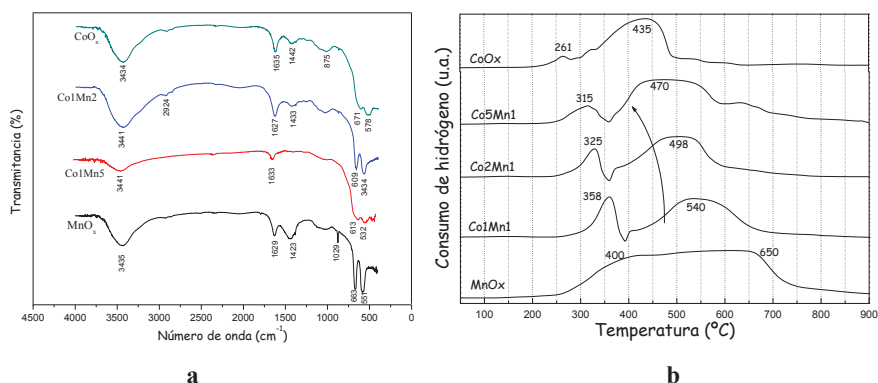 CoOx
3434
1635
1442
875
671
578
Co1Mn2
3441
2924
1627
1433
609
3434
Co1Mn5
3441
1633
613
532
MnOx
3435
1629
1423
1029
663
551
Transmitancia (%)
4500 4000 3500 3000 2500 2000 1500 1000 500 0
Número de onda (cm-1)
a
Consumo de hidrógeno (u.a.)
CoOx
261
435
Co5Mn1
315
470
Co2Mn1
325
498
Co1Mn1
358
540
MnOx
400
650
100 200 300 400 500 600 700 800 900
Temperatura (ºC)
b